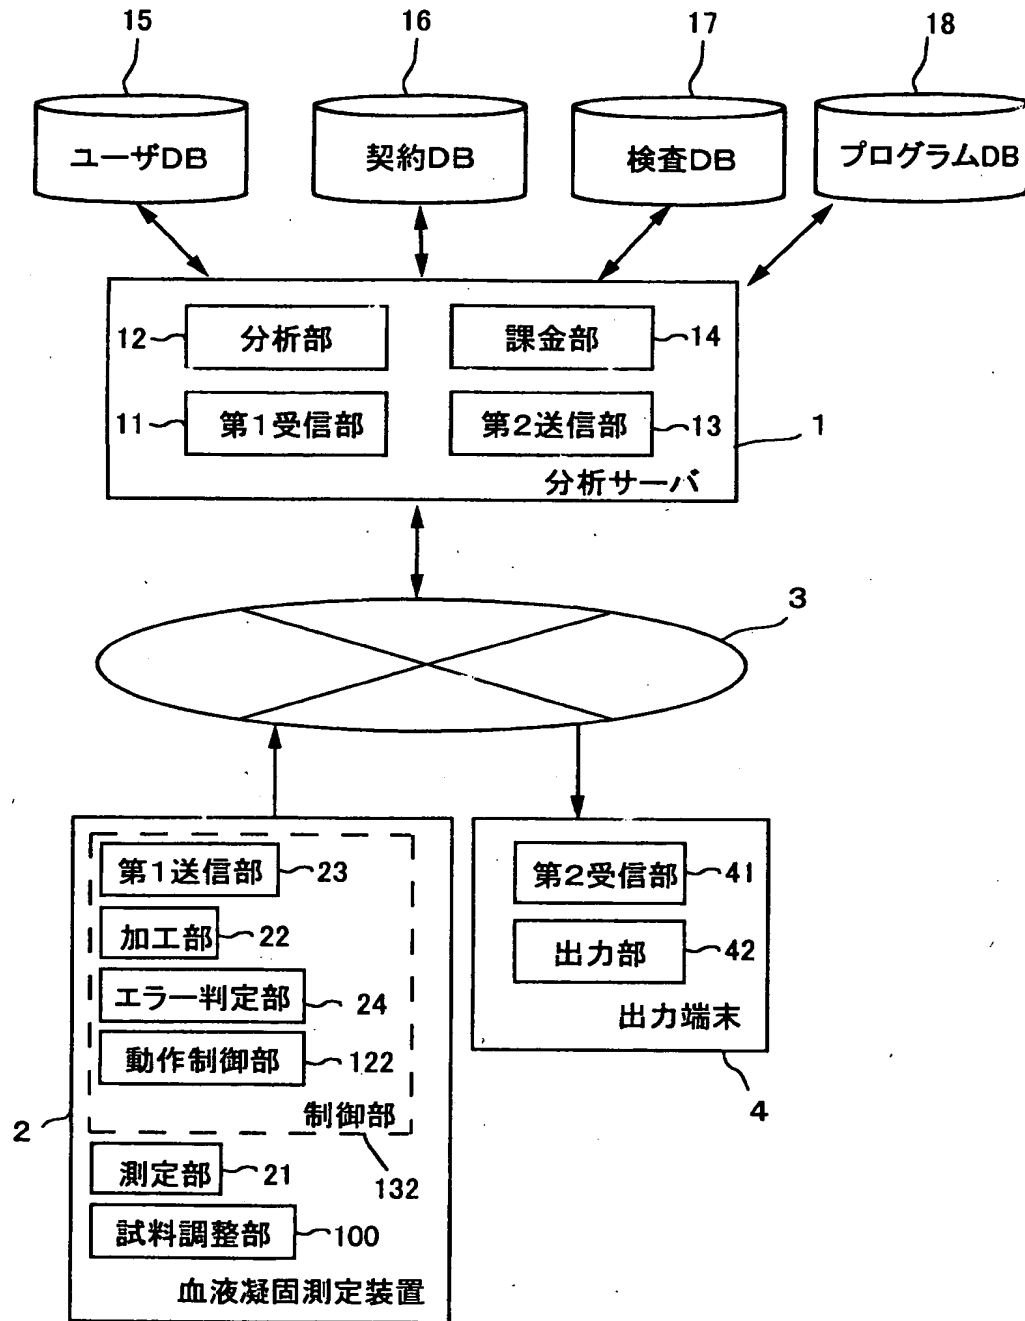 15
16
17
18
ユーザDB
契約DB
検査DB
プログラムDB
12
分析部
課金部
14
11
第1受信部
第2送信部
13
1
分析サーバ
3
第1送信部
23
第2受信部
41
加工部
22
出力部
42
エラー判定部
24
出力端末
動作制御部
122
4
制御部
2
132
測定部
21
試料調整部
100
血液凝固測定装置